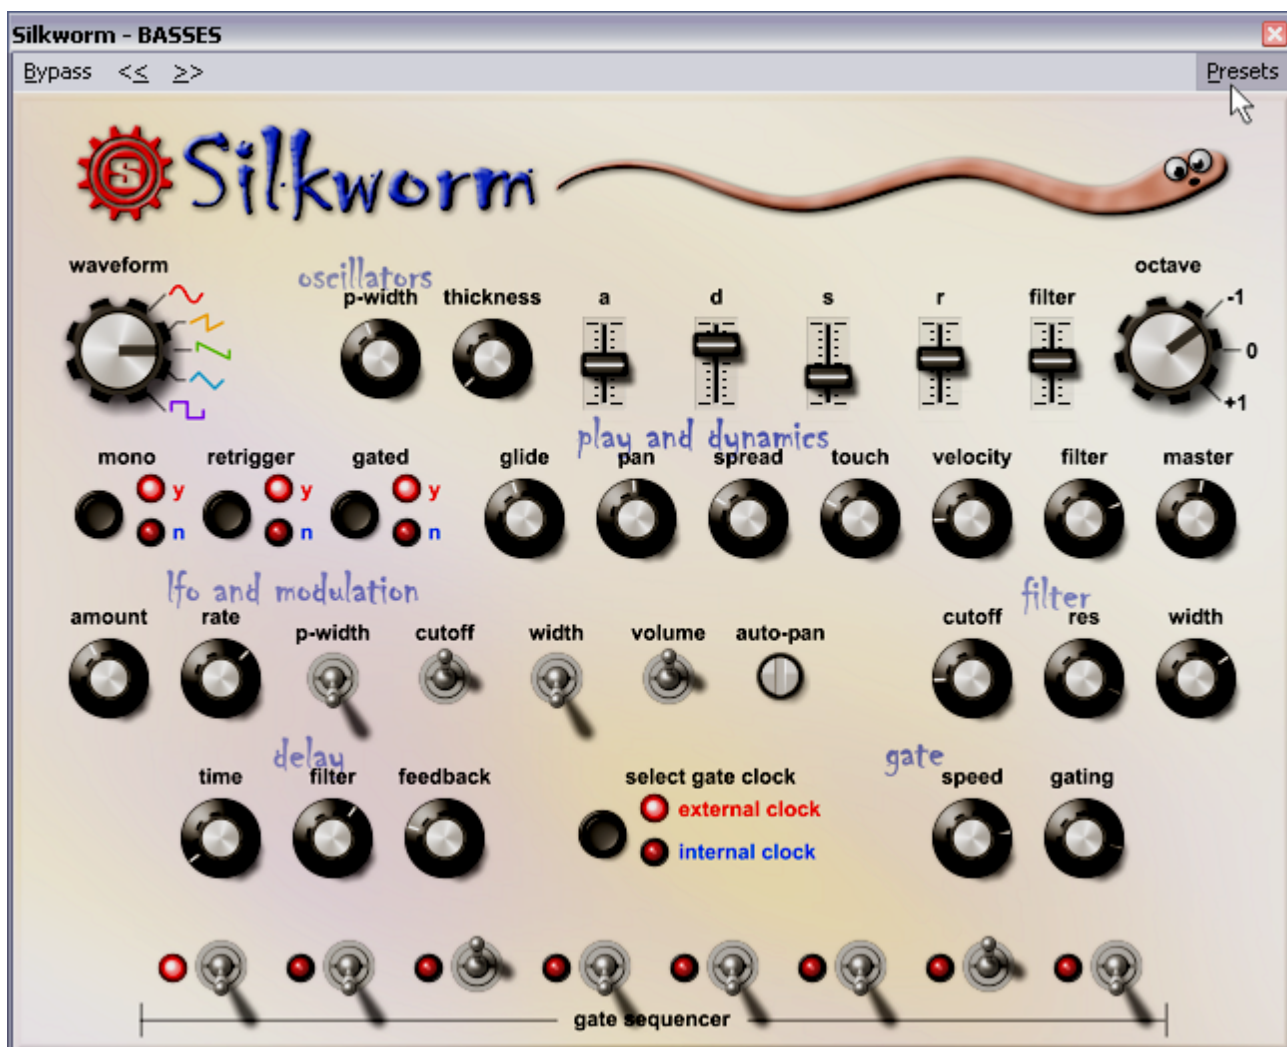 Silkworm - BASSES
Bypass << >> Presets
S Silkworm
waveform oscillators octave
p-width thickness a d s r filter
-1
0
+1
play and dynamics
mono retrigger gated glide pan spread touch velocity filter master
y y y
n n n
lfo and modulation filter
amount rate p-width cutoff width volume auto-pan cutoff res width
delay gate
time filter feedback select gate clock speed gating
external clock
internal clock
gate sequencer